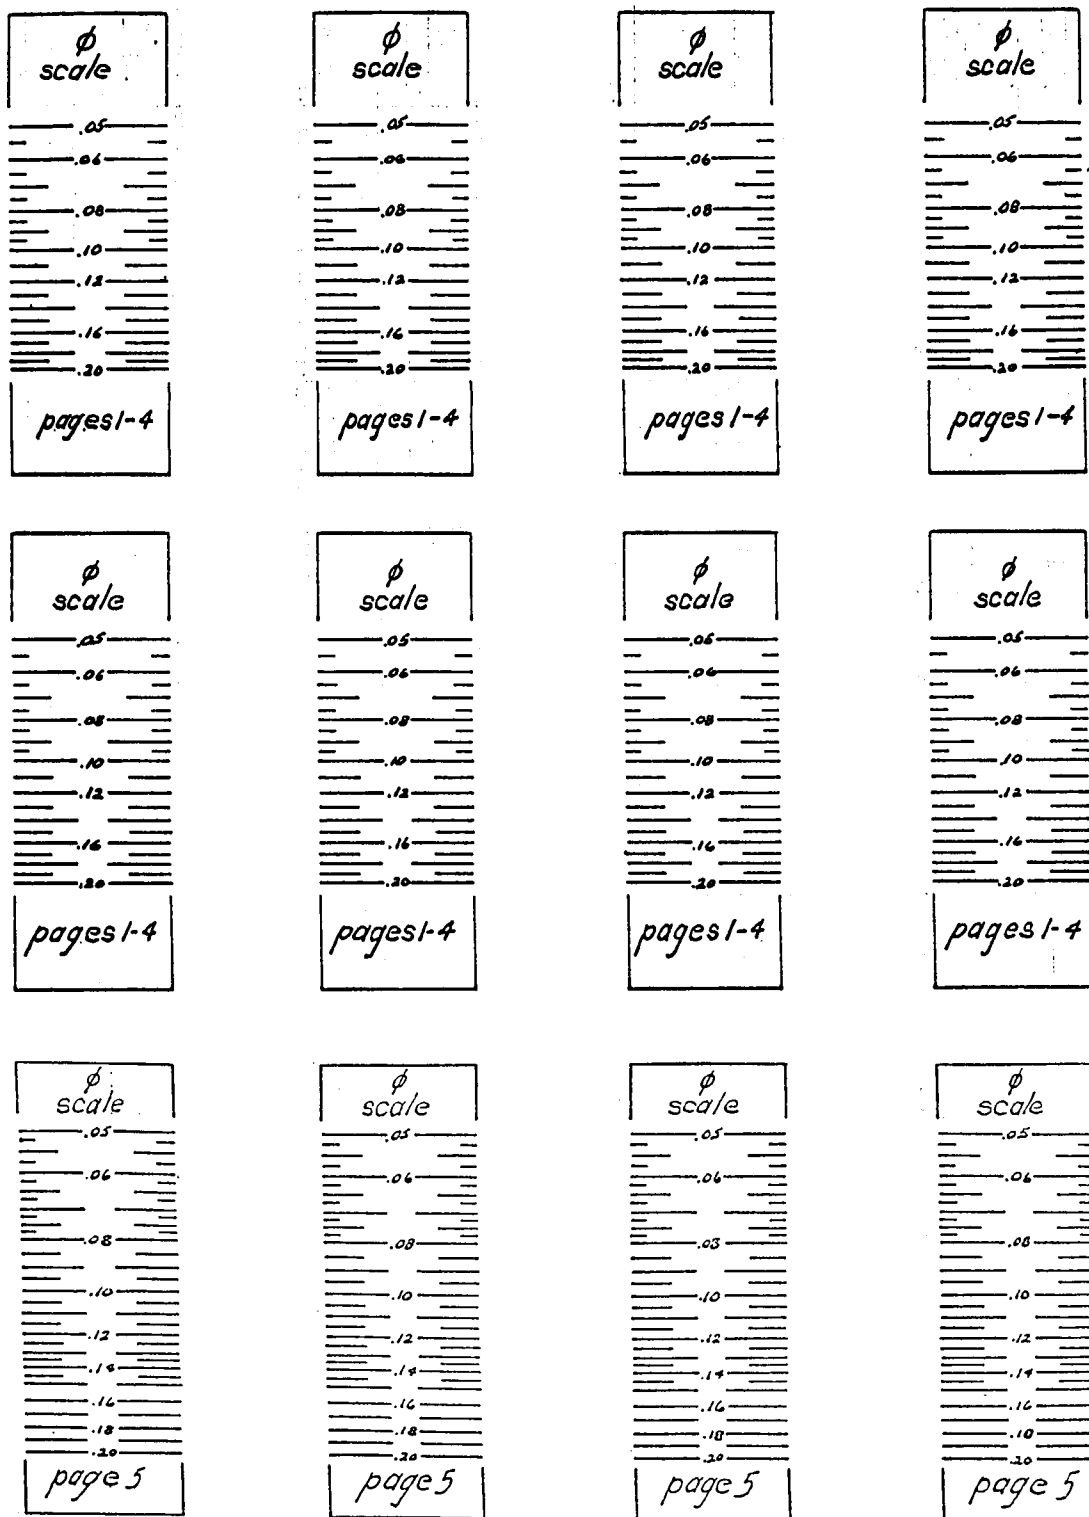 φ
scale
.05
.06
.08
.10
.12
.16
.20
pages 1-4
φ
scale
.05
.06
.08
.10
.12
.16
.20
pages 1-4
φ
scale
.05
.06
.08
.10
.12
.16
.20
pages 1-4
φ
scale
.05
.06
.08
.10
.12
.16
.20
pages 1-4
φ
scale
.05
.06
.08
.10
.12
.16
.20
pages 1-4
φ
scale
.05
.06
.08
.10
.12
.16
.20
pages 1-4
φ
scale
.05
.06
.08
.10
.12
.16
.20
pages 1-4
φ
scale
.05
.06
.08
.10
.12
.16
.20
pages 1-4
φ
scale
.05
.06
.08
.10
.12
.14
.16
.18
.20
page 5
φ
scale
.05
.06
.08
.10
.12
.14
.16
.18
.20
page 5
φ
scale
.05
.06
.08
.10
.12
.14
.16
.18
.20
page 5
φ
scale
.05
.06
.08
.10
.12
.14
.16
.18
.20
page 5